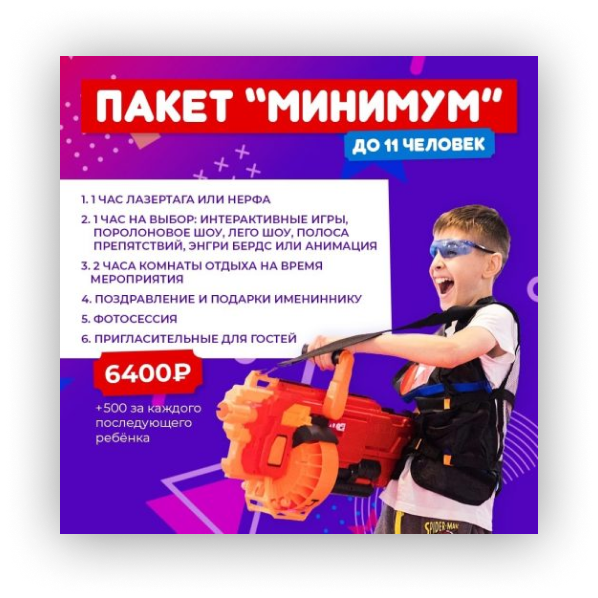 ПАКЕТ "МИНИМУМ"
ДО 11 ЧЕЛОВЕК
1. 1 ЧАС ЛАЗЕРТАГА ИЛИ НЕРФА
2. 1 ЧАС НА ВЫБОР: ИНТЕРАКТИВНЫЕ ИГРЫ,
ПОРОЛОНОВОЕ ШОУ, ЛЕГО ШОУ, ПОЛОСА
ПРЕПЯТСТВИЙ, ЭНГРИ БЕРДС ИЛИ АНИМАЦИЯ
3. 2 ЧАСА КОМНАТЫ ОТДЫХА НА ВРЕМЯ
МЕРОПРИЯТИЯ
4. ПОЗДРАВЛЕНИЕ И ПОДАРКИ ИМЕНИННИКУ
5. ФОТОСЕССИЯ
6. ПРИГЛАСИТЕЛЬНЫЕ ДЛЯ ГОСТЕЙ
6400₽
+500 за каждого
последующего
ребёнка
SPIDER-MAN